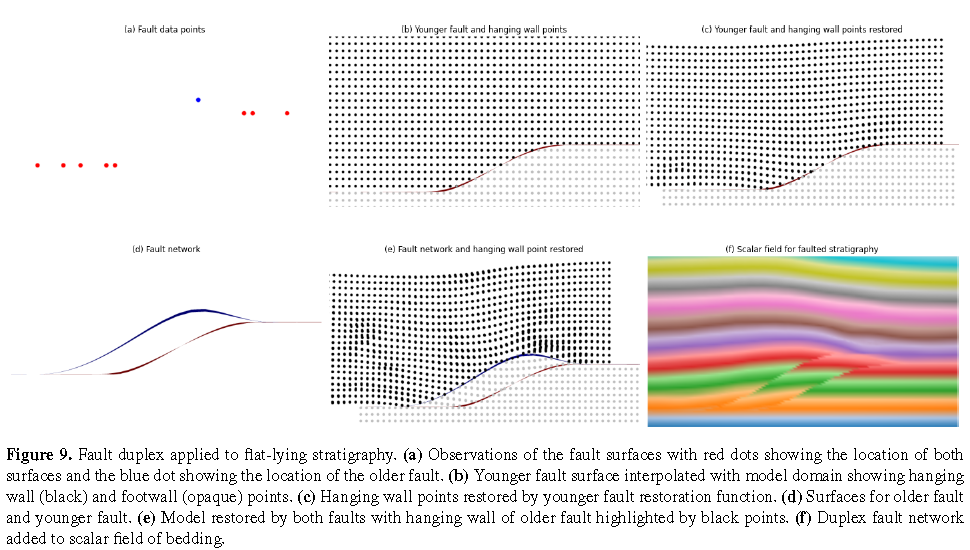 (a) Fault data points
(b) Younger fault and hanging wall points
(c) Younger fault and hanging wall points restored
(d) Fault network
(e) Fault network and hanging wall point restored
(f) Scalar field for faulted stratigraphy
Figure 9. Fault duplex applied to flat-lying stratigraphy. (a) Observations of the fault surfaces with red dots showing the location of both
surfaces and the blue dot showing the location of the older fault. (b) Younger fault surface interpolated with model domain showing hanging
wall (black) and footwall (opaque) points. (c) Hanging wall points restored by younger fault restoration function. (d) Surfaces for older fault
and younger fault. (e) Model restored by both faults with hanging wall of older fault highlighted by black points. (f) Duplex fault network
added to scalar field of bedding.